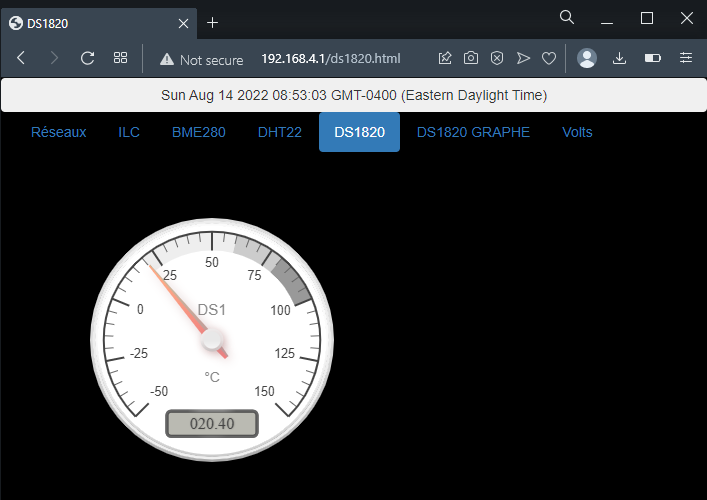 DS1820
Not secure 192.168.4.1/ds1820.html
Sun Aug 14 2022 08:53:03 GMT-0400 (Eastern Daylight Time)
Réseaux ILC BME280 DHT22 DS1820 DS1820 GRAPHE Volts
50
25 75
0 DS1 100
-25 125
°C
-50 150
020.40